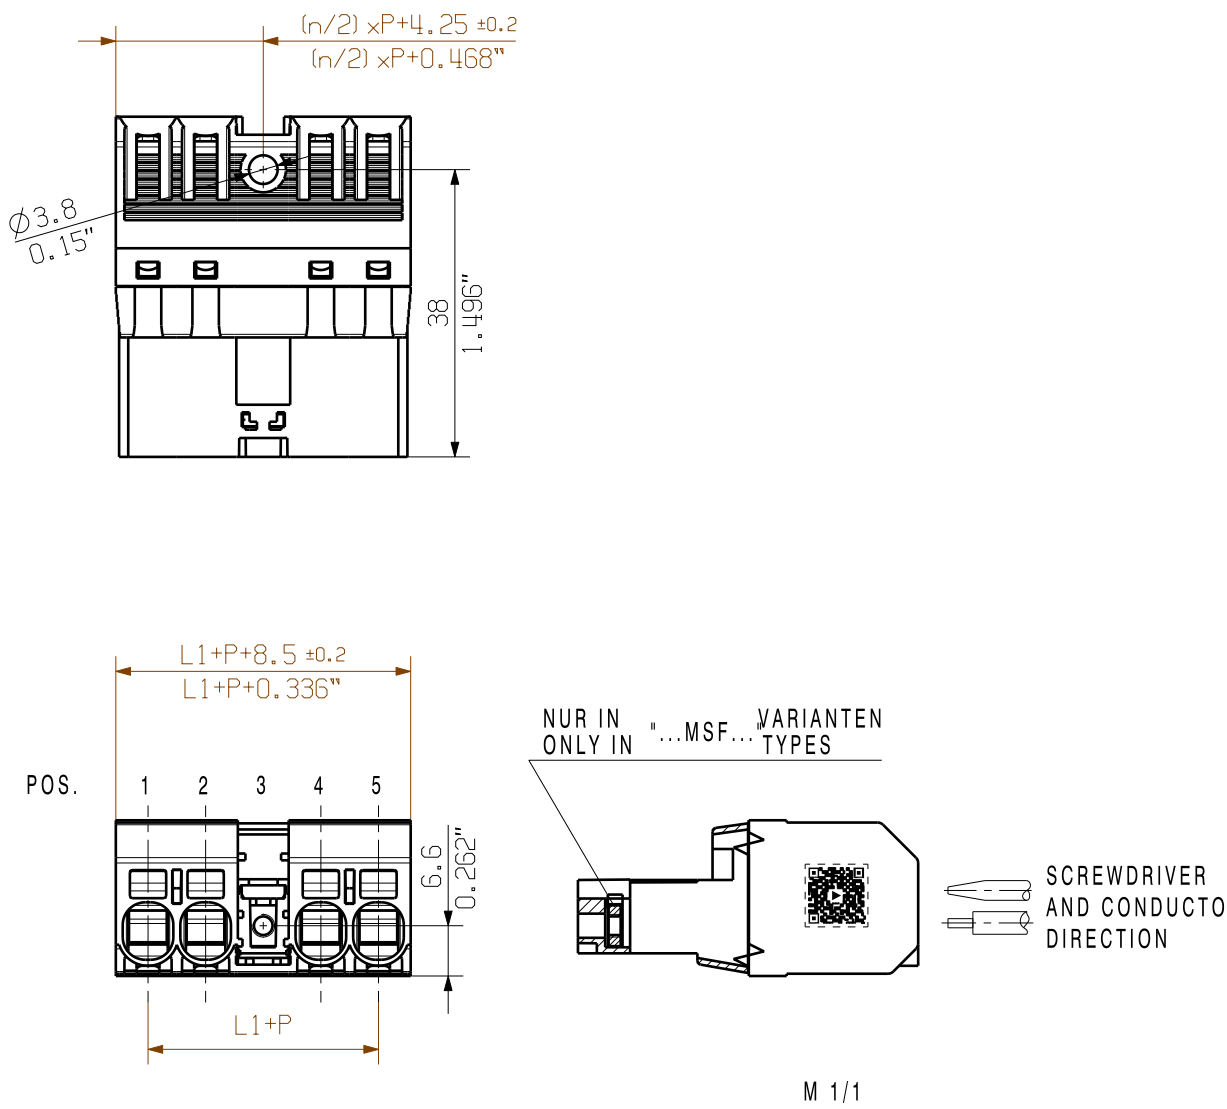 (n/2) xP+4.25 ±0.2
(n/2) xP+0.468"
Ø3.8
0.15"
38
1.496"
L1+P+8.5 ±0.2
L1+P+0.336"
NUR IN "...MSF..." VARIANTEN
ONLY IN TYPES
POS. 1 2 3 4 5
6.6
0.262"
SCREWDRIVER
AND CONDUCTO
DIRECTION
L1+P
M 1/1